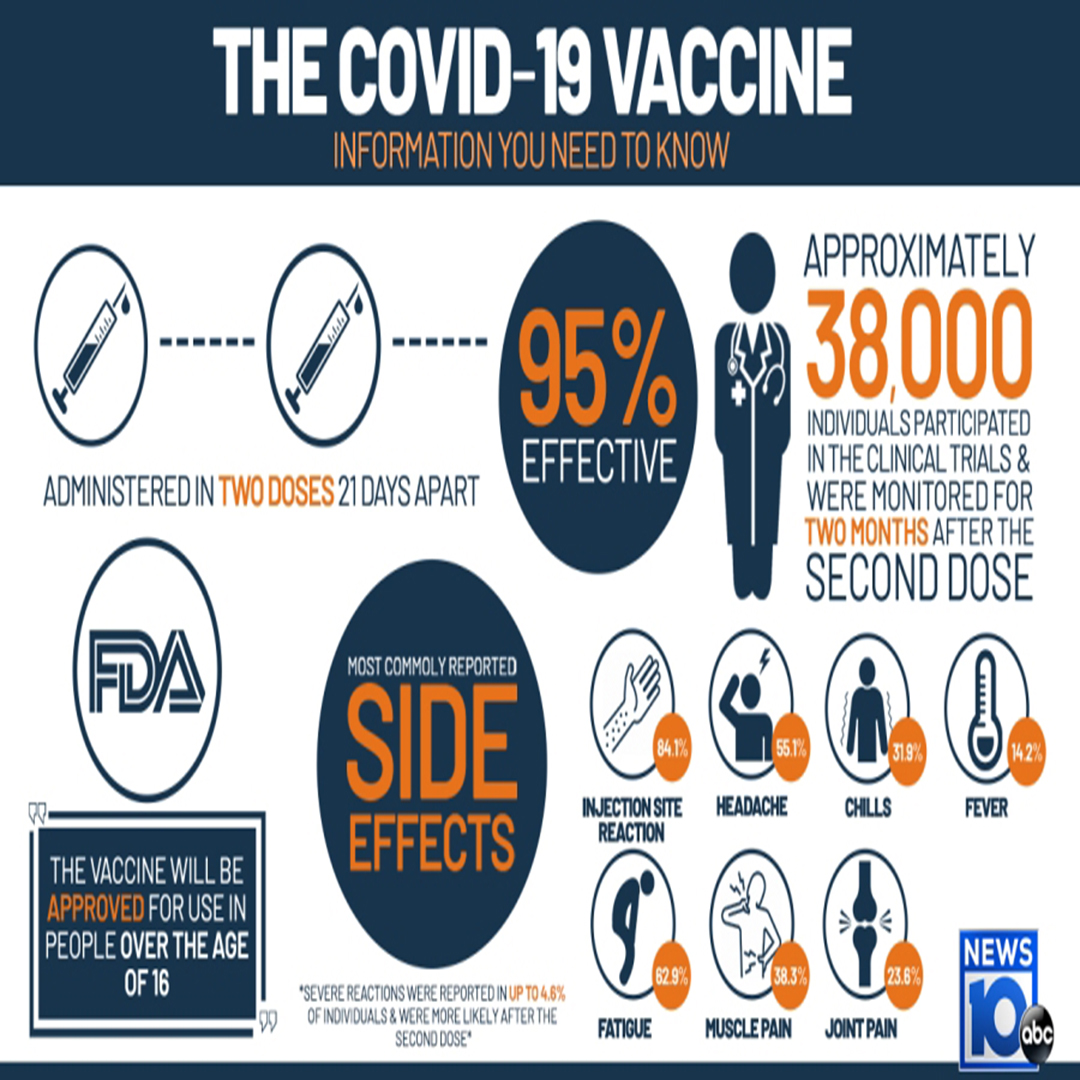 THE COVID-19 VACCINE
INFORMATION YOU NEED TO KNOW
ADMINISTERED IN TWO DOSES 21 DAYS APART
95%
EFFECTIVE
APPROXIMATELY
38,000
INDIVIDUALS PARTICIPATED
IN THE CLINICAL TRIALS &
WERE MONITORED FOR
TWO MONTHS AFTER THE
SECOND DOSE
FDA
THE VACCINE WILL BE
APPROVED FOR USE IN
PEOPLE OVER THE AGE
OF 16
MOST COMMOLY REPORTED
SIDE
EFFECTS
*SEVERE REACTIONS WERE REPORTED IN UP TO 4.6%
OF INDIVIDUALS & WERE MORE LIKELY AFTER THE
SECOND DOSE*
84.1%
INJECTION SITE
REACTION
55.1%
HEADACHE
31.9%
CHILLS
14.2%
FEVER
62.9%
FATIGUE
38.3%
MUSCLE PAIN
23.6%
JOINT PAIN
NEWS
10
abc